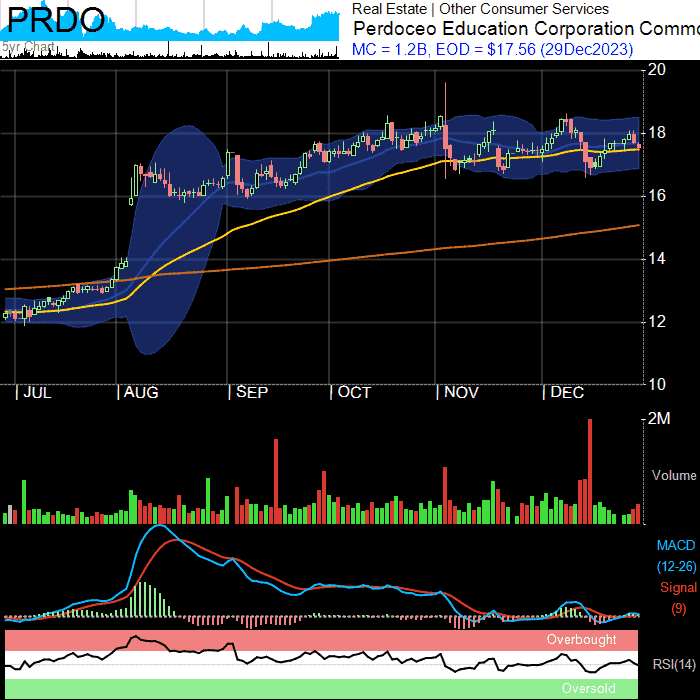 PRDO
5yr Chart
Real Estate | Other Consumer Services
Perdoceo Education Corporation Commo
MC = 1.2B, EOD = $17.56 (29Dec2023)
20
18
16
14
12
10
| JUL | AUG | SEP | OCT | NOV | DEC
2M
Volume
MACD
(12-26)
Signal
(9)
Overbought
RSI(14)
Oversold